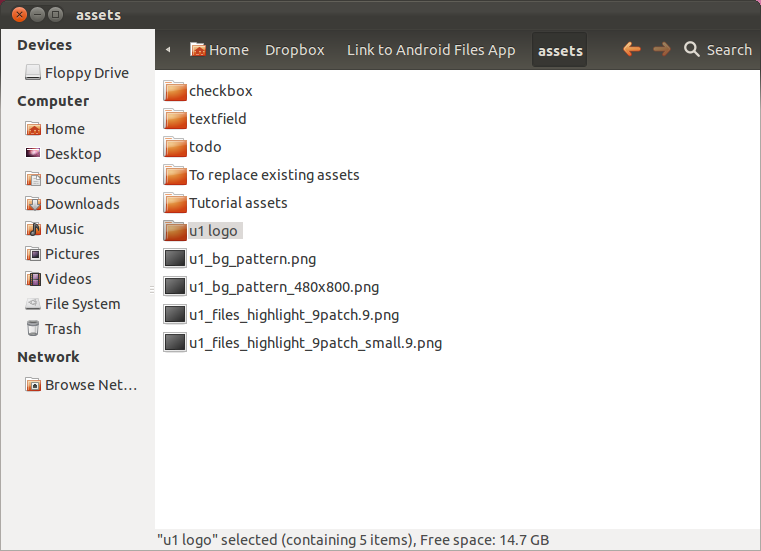 assets
Devices
Floppy Drive
Computer
Home
Desktop
Documents
Downloads
Music
Pictures
Videos
File System
Trash
Network
Browse Net…
Home Dropbox Link to Android Files App assets Search
checkbox
textfield
todo
To replace existing assets
Tutorial assets
u1 logo
u1_bg_pattern.png
u1_bg_pattern_480x800.png
u1_files_highlight_9patch.9.png
u1_files_highlight_9patch_small.9.png
"u1 logo" selected (containing 5 items), Free space: 14.7 GB